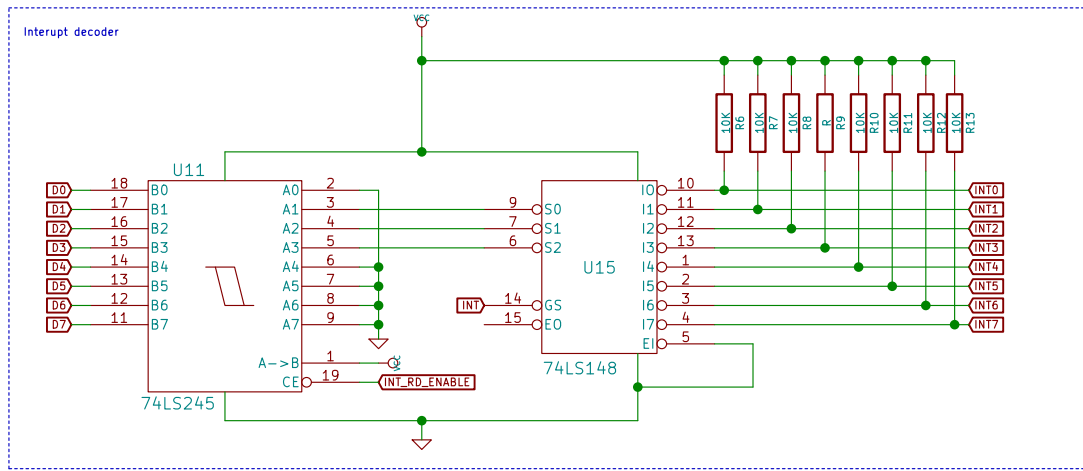 Interupt decoder
VCC
10K R6
10K R7
10K R8
R R9
10K R10
10K R11
10K R12
10K R13
U11
D0 18 B0 A0 2
D1 17 B1 A1 3
D2 16 B2 A2 4
D3 15 B3 A3 5
D4 14 B4 A4 6
D5 13 B5 A5 7
D6 12 B6 A6 8
D7 11 B7 A7 9
A->B 1 VCC
CE 19 INT_RD_ENABLE
74LS245
9 S0 I0 10 INT0
7 S1 I1 11 INT1
6 S2 I2 12 INT2
I3 13 INT3
U15 I4 1 INT4
I5 2 INT5
INT 14 GS I6 3 INT6
15 EO I7 4 INT7
EI 5
74LS148